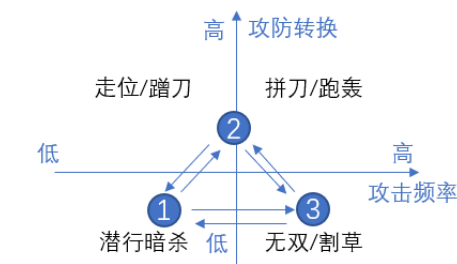 高 攻防转换
走位/蹭刀 拼刀/跑轰
2
低 高
攻击频率
1 3
潜行暗杀 低 无双/割草